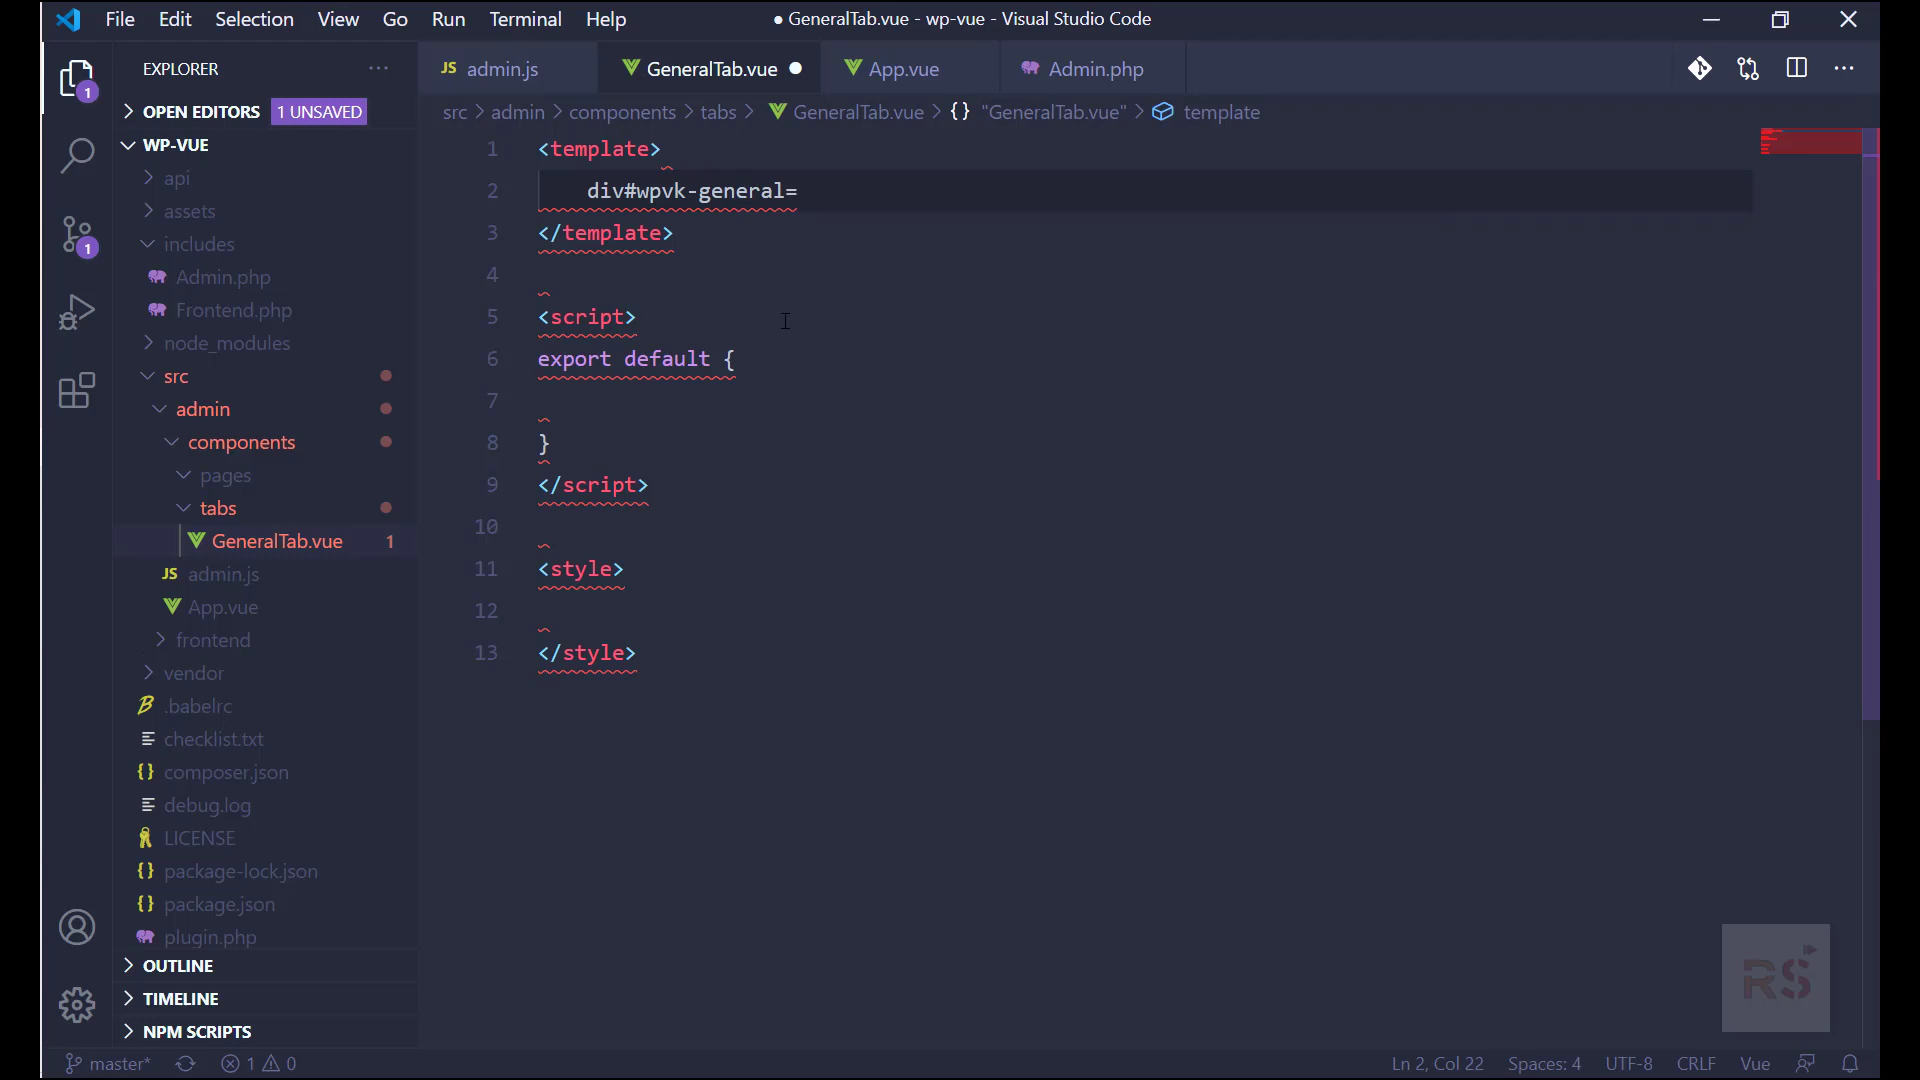 File Edit Selection View Go Run Terminal Help
● GeneralTab.vue - wp-vue - Visual Studio Code
EXPLORER
OPEN EDITORS 1 UNSAVED
WP-VUE
api
assets
includes
Admin.php
Frontend.php
node_modules
src
admin
components
pages
tabs
GeneralTab.vue 1
JS admin.js
App.vue
frontend
vendor
.babelrc
checklist.txt
{} composer.json
debug.log
LICENSE
{} package-lock.json
{} package.json
plugin.php
OUTLINE
TIMELINE
NPM SCRIPTS
1
1
JS admin.js
GeneralTab.vue ●
App.vue
Admin.php
src > admin > components > tabs > GeneralTab.vue > {} "GeneralTab.vue" > template
1 <template>
2 div#wpvk-general=
3 </template>
4
5 <script>
6 export default {
7
8 }
9 </script>
10
11 <style>
12
13 </style>
RS
master* 1 0
Ln 2, Col 22 Spaces: 4 UTF-8 CRLF Vue